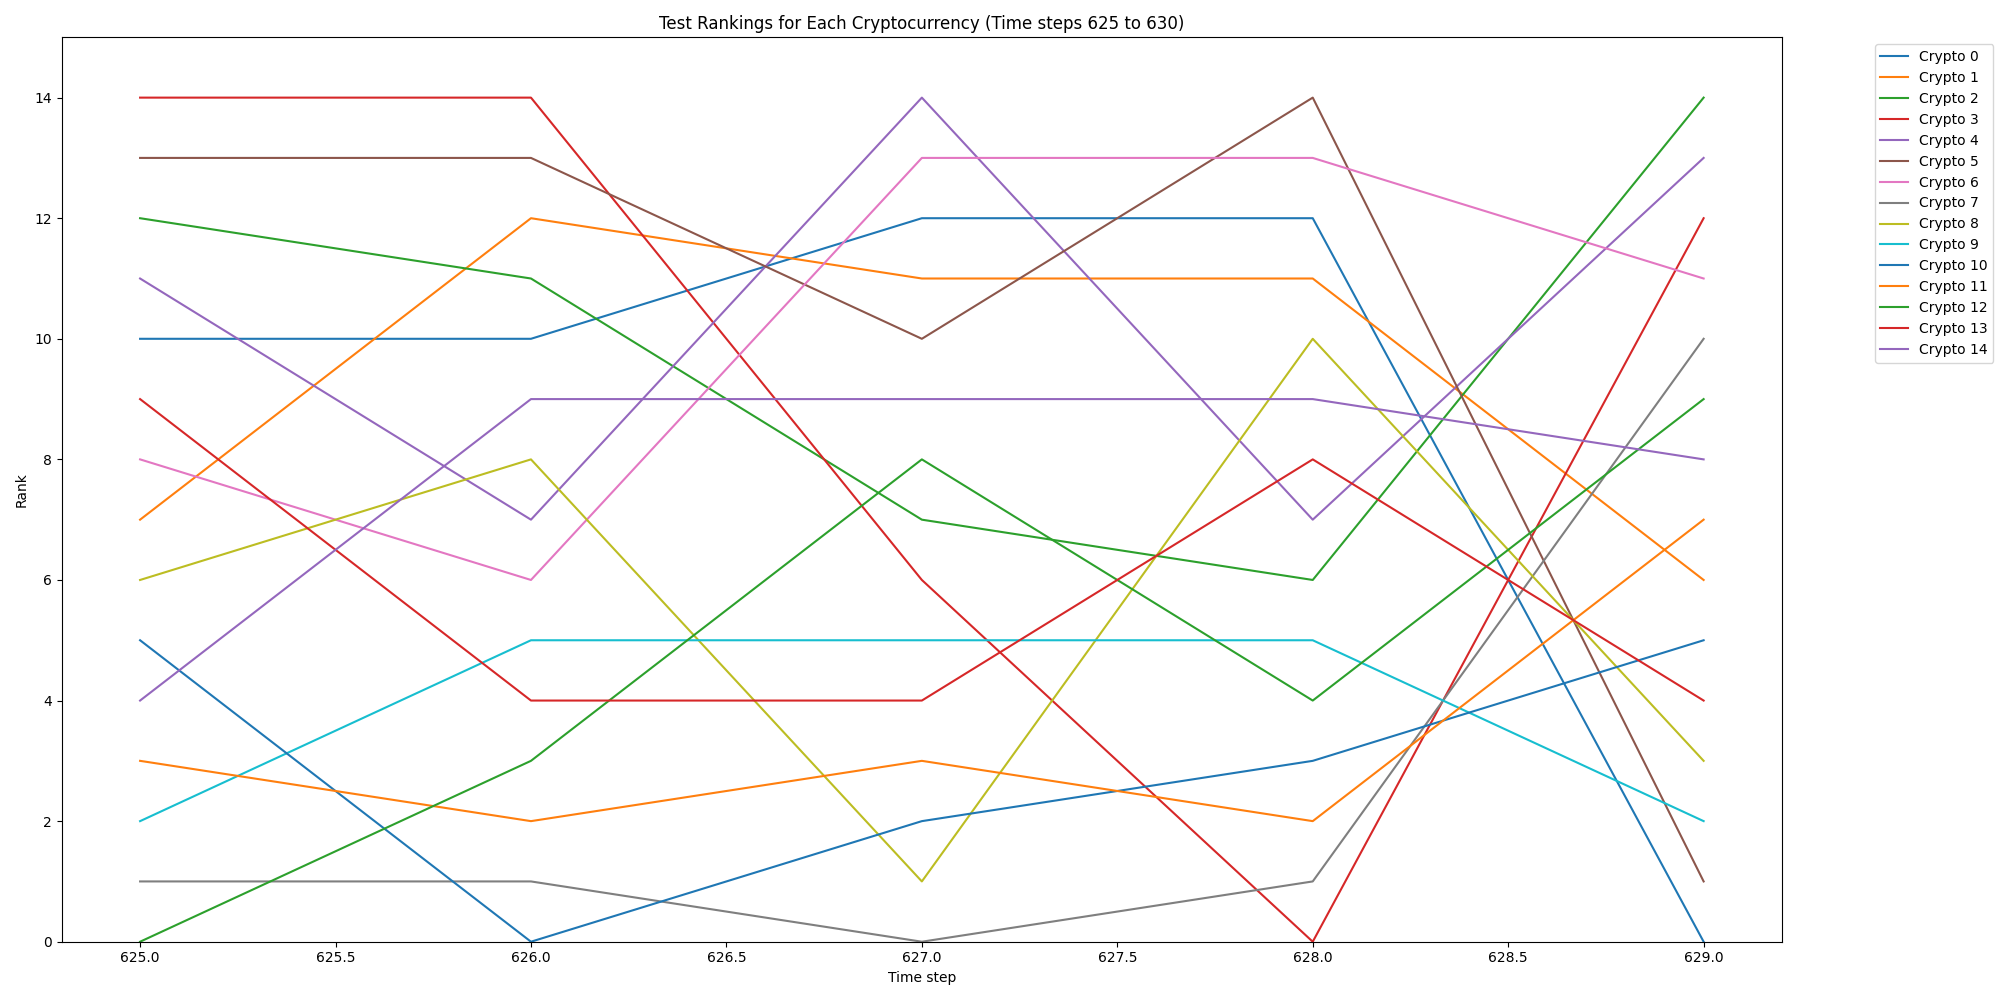 Test Rankings for Each Cryptocurrency (Time steps 625 to 630)
Crypto 0
Crypto 1
Crypto 2
Crypto 3
Crypto 4
Crypto 5
Crypto 6
Crypto 7
Crypto 8
Crypto 9
Crypto 10
Crypto 11
Crypto 12
Crypto 13
Crypto 14
Rank
14
12
10
8
6
4
2
0
625.0 625.5 626.0 626.5 627.0 627.5 628.0 628.5 629.0
Time step